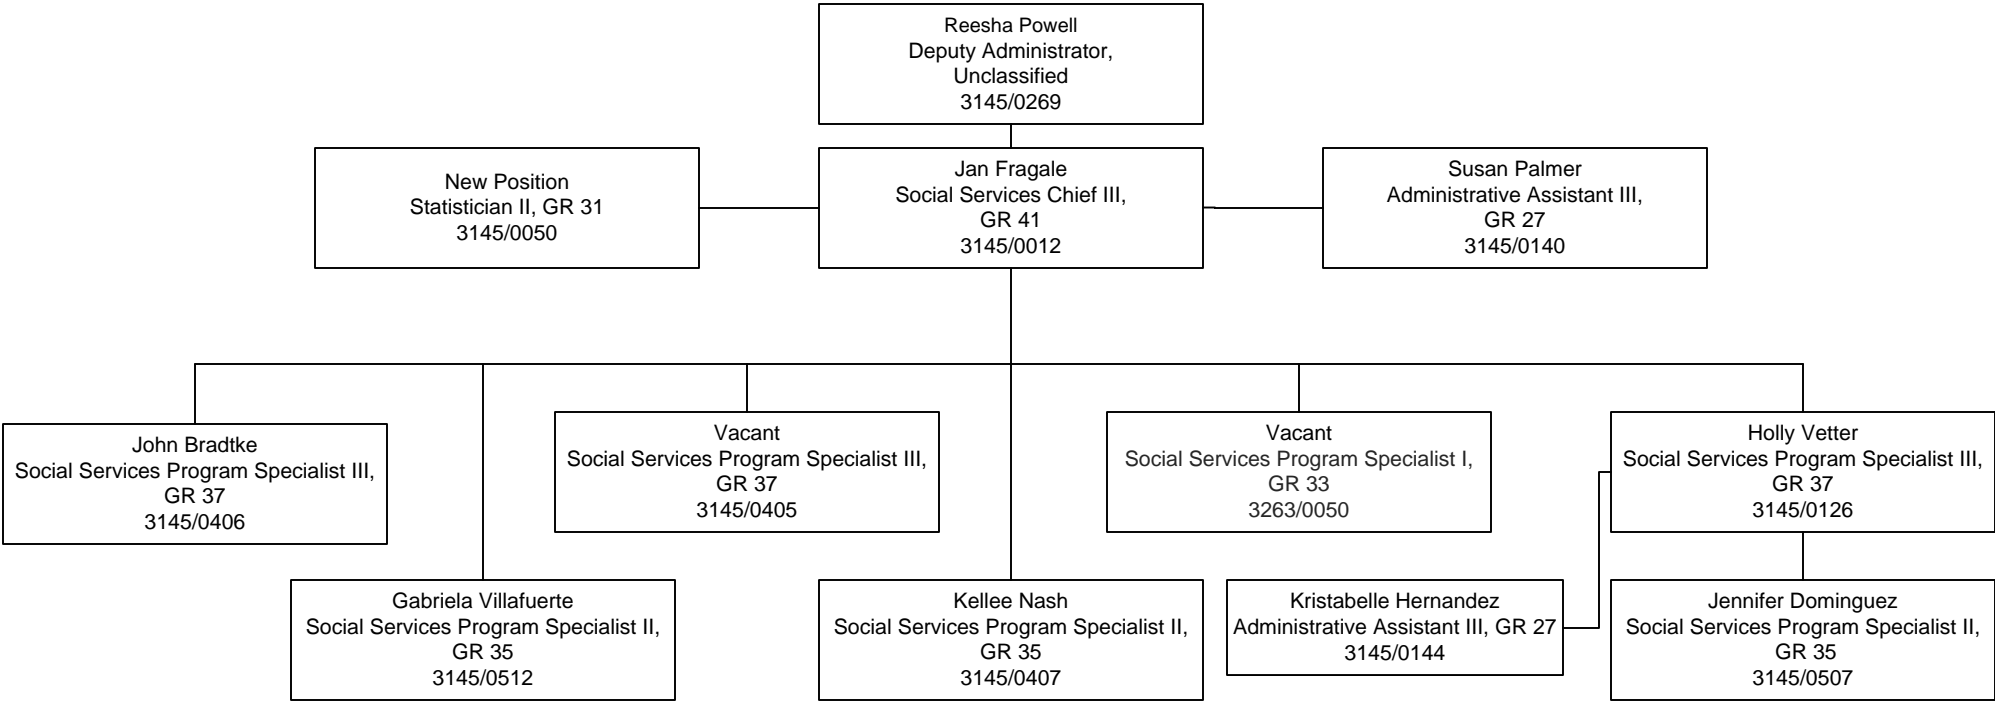 Reesha Powell
Deputy Administrator,
Unclassified
3145/0269
New Position
Statistician II, GR 31
3145/0050
Jan Fragale
Social Services Chief III,
GR 41
3145/0012
Susan Palmer
Administrative Assistant III,
GR 27
3145/0140
John Bradtke
Social Services Program Specialist III,
GR 37
3145/0406
Vacant
Social Services Program Specialist III,
GR 37
3145/0405
Vacant
Social Services Program Specialist I,
GR 33
3263/0050
Holly Vetter
Social Services Program Specialist III,
GR 37
3145/0126
Gabriela Villafuerte
Social Services Program Specialist II,
GR 35
3145/0512
Kellee Nash
Social Services Program Specialist II,
GR 35
3145/0407
Kristabelle Hernandez
Administrative Assistant III, GR 27
3145/0144
Jennifer Dominguez
Social Services Program Specialist II,
GR 35
3145/0507